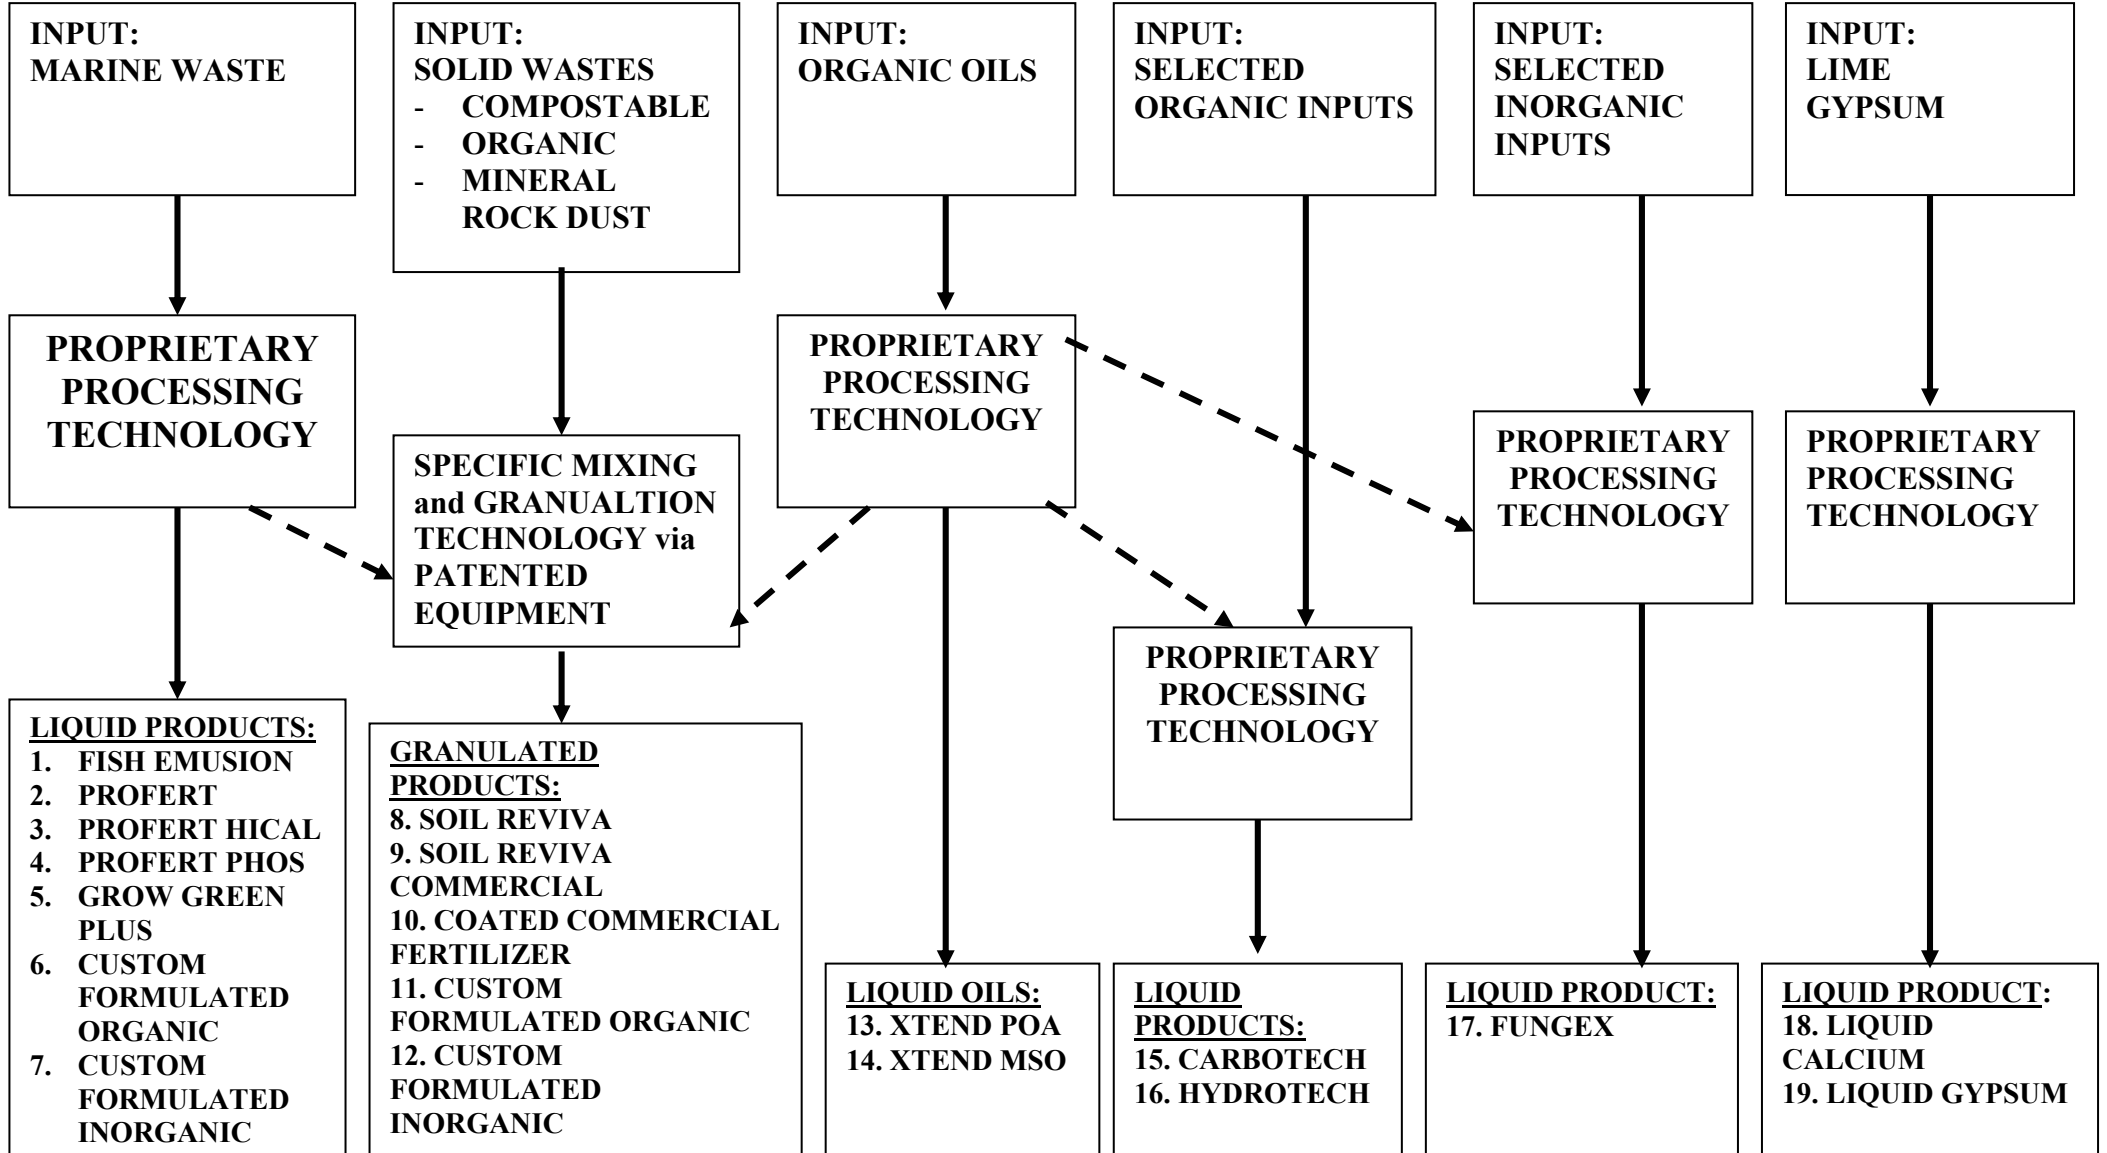 INPUT:
MARINE WASTE
INPUT:
SOLID WASTES
- COMPOSTABLE
- ORGANIC
- MINERAL
ROCK DUST
INPUT:
ORGANIC OILS
INPUT:
SELECTED
ORGANIC INPUTS
INPUT:
SELECTED
INORGANIC
INPUTS
INPUT:
LIME
GYPSUM
PROPRIETARY
PROCESSING
TECHNOLOGY
SPECIFIC MIXING
and GRANUALTION
TECHNOLOGY via
PATENTED
EQUIPMENT
PROPRIETARY
PROCESSING
TECHNOLOGY
PROPRIETARY
PROCESSING
TECHNOLOGY
PROPRIETARY
PROCESSING
TECHNOLOGY
PROPRIETARY
PROCESSING
TECHNOLOGY
LIQUID PRODUCTS:
1. FISH EMUSION
2. PROFERT
3. PROFERT HICAL
4. PROFERT PHOS
5. GROW GREEN
PLUS
6. CUSTOM
FORMULATED
ORGANIC
7. CUSTOM
FORMULATED
INORGANIC
GRANULATED
PRODUCTS:
8. SOIL REVIVA
9. SOIL REVIVA
COMMERCIAL
10. COATED COMMERCIAL
FERTILIZER
11. CUSTOM
FORMULATED ORGANIC
12. CUSTOM
FORMULATED
INORGANIC
LIQUID OILS:
13. XTEND POA
14. XTEND MSO
LIQUID
PRODUCTS:
15. CARBOTECH
16. HYDROTECH
LIQUID PRODUCT:
17. FUNGEX
LIQUID PRODUCT:
18. LIQUID
CALCIUM
19. LIQUID GYPSUM